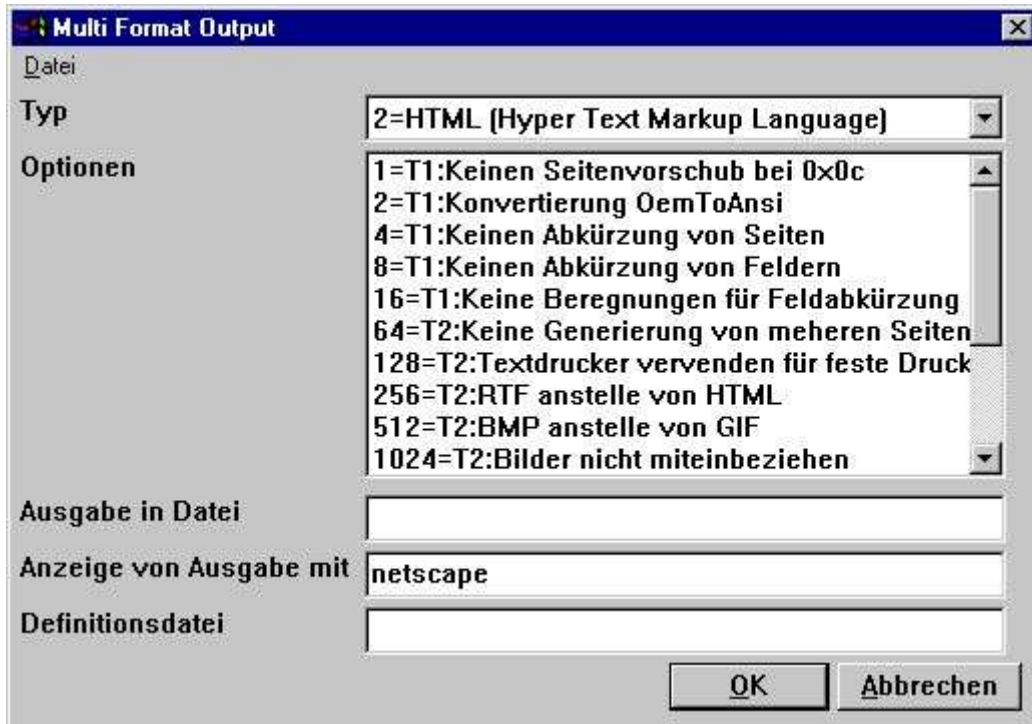 Multi Format Output
Datei
Typ
2=HTML (Hyper Text Markup Language)
Optionen
1=T1:Keinen Seitenvorschub bei 0x0c
2=T1:Konvertierung OemToAnsi
4=T1:Keinen Abkürzung von Seiten
8=T1:Keinen Abkürzung von Feldern
16=T1:Keine Beregnungen für Feldabkürzung
64=T2:Keine Generierung von meheren Seiten
128=T2:Textdrucker vervenden für feste Druck
256=T2:RTF anstelle von HTML
512=T2:BMP anstelle von GIF
1024=T2:Bilder nicht miteinbeziehen
Ausgabe in Datei
Anzeige von Ausgabe mit
netscape
Definitionsdatei
OK
Abbrechen